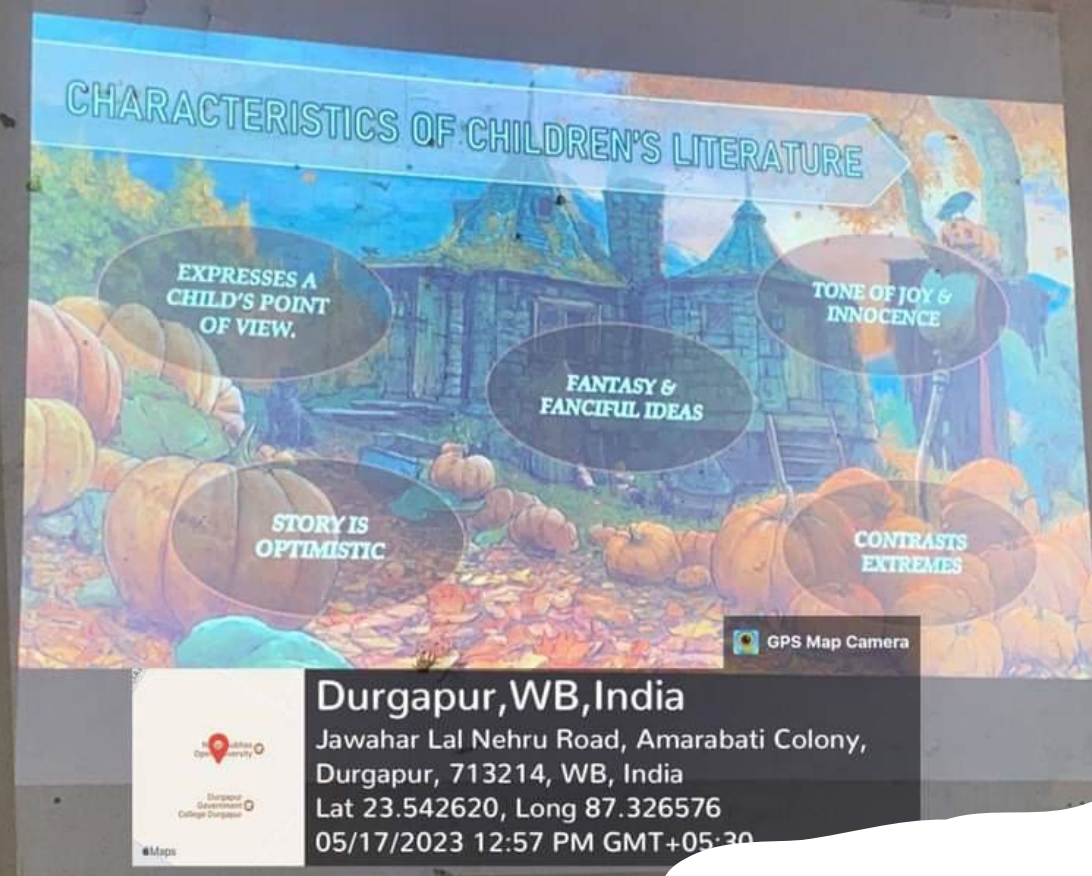 CHARACTERISTICS OF CHILDREN'S LITERATURE
EXPRESSES A
CHILD'S POINT
OF VIEW.
TONE OF JOY &
INNOCENCE
FANTASY &
FANCIFUL IDEAS
STORY IS
OPTIMISTIC
CONTRASTS
EXTREMES
GPS Map Camera
Durgapur,WB,India
Jawahar Lal Nehru Road, Amarabati Colony,
Durgapur, 713214, WB, India
Lat 23.542620, Long 87.326576
05/17/2023 12:57 PM GMT+05:30
Durgapur
Government
College Durgapur
Maps